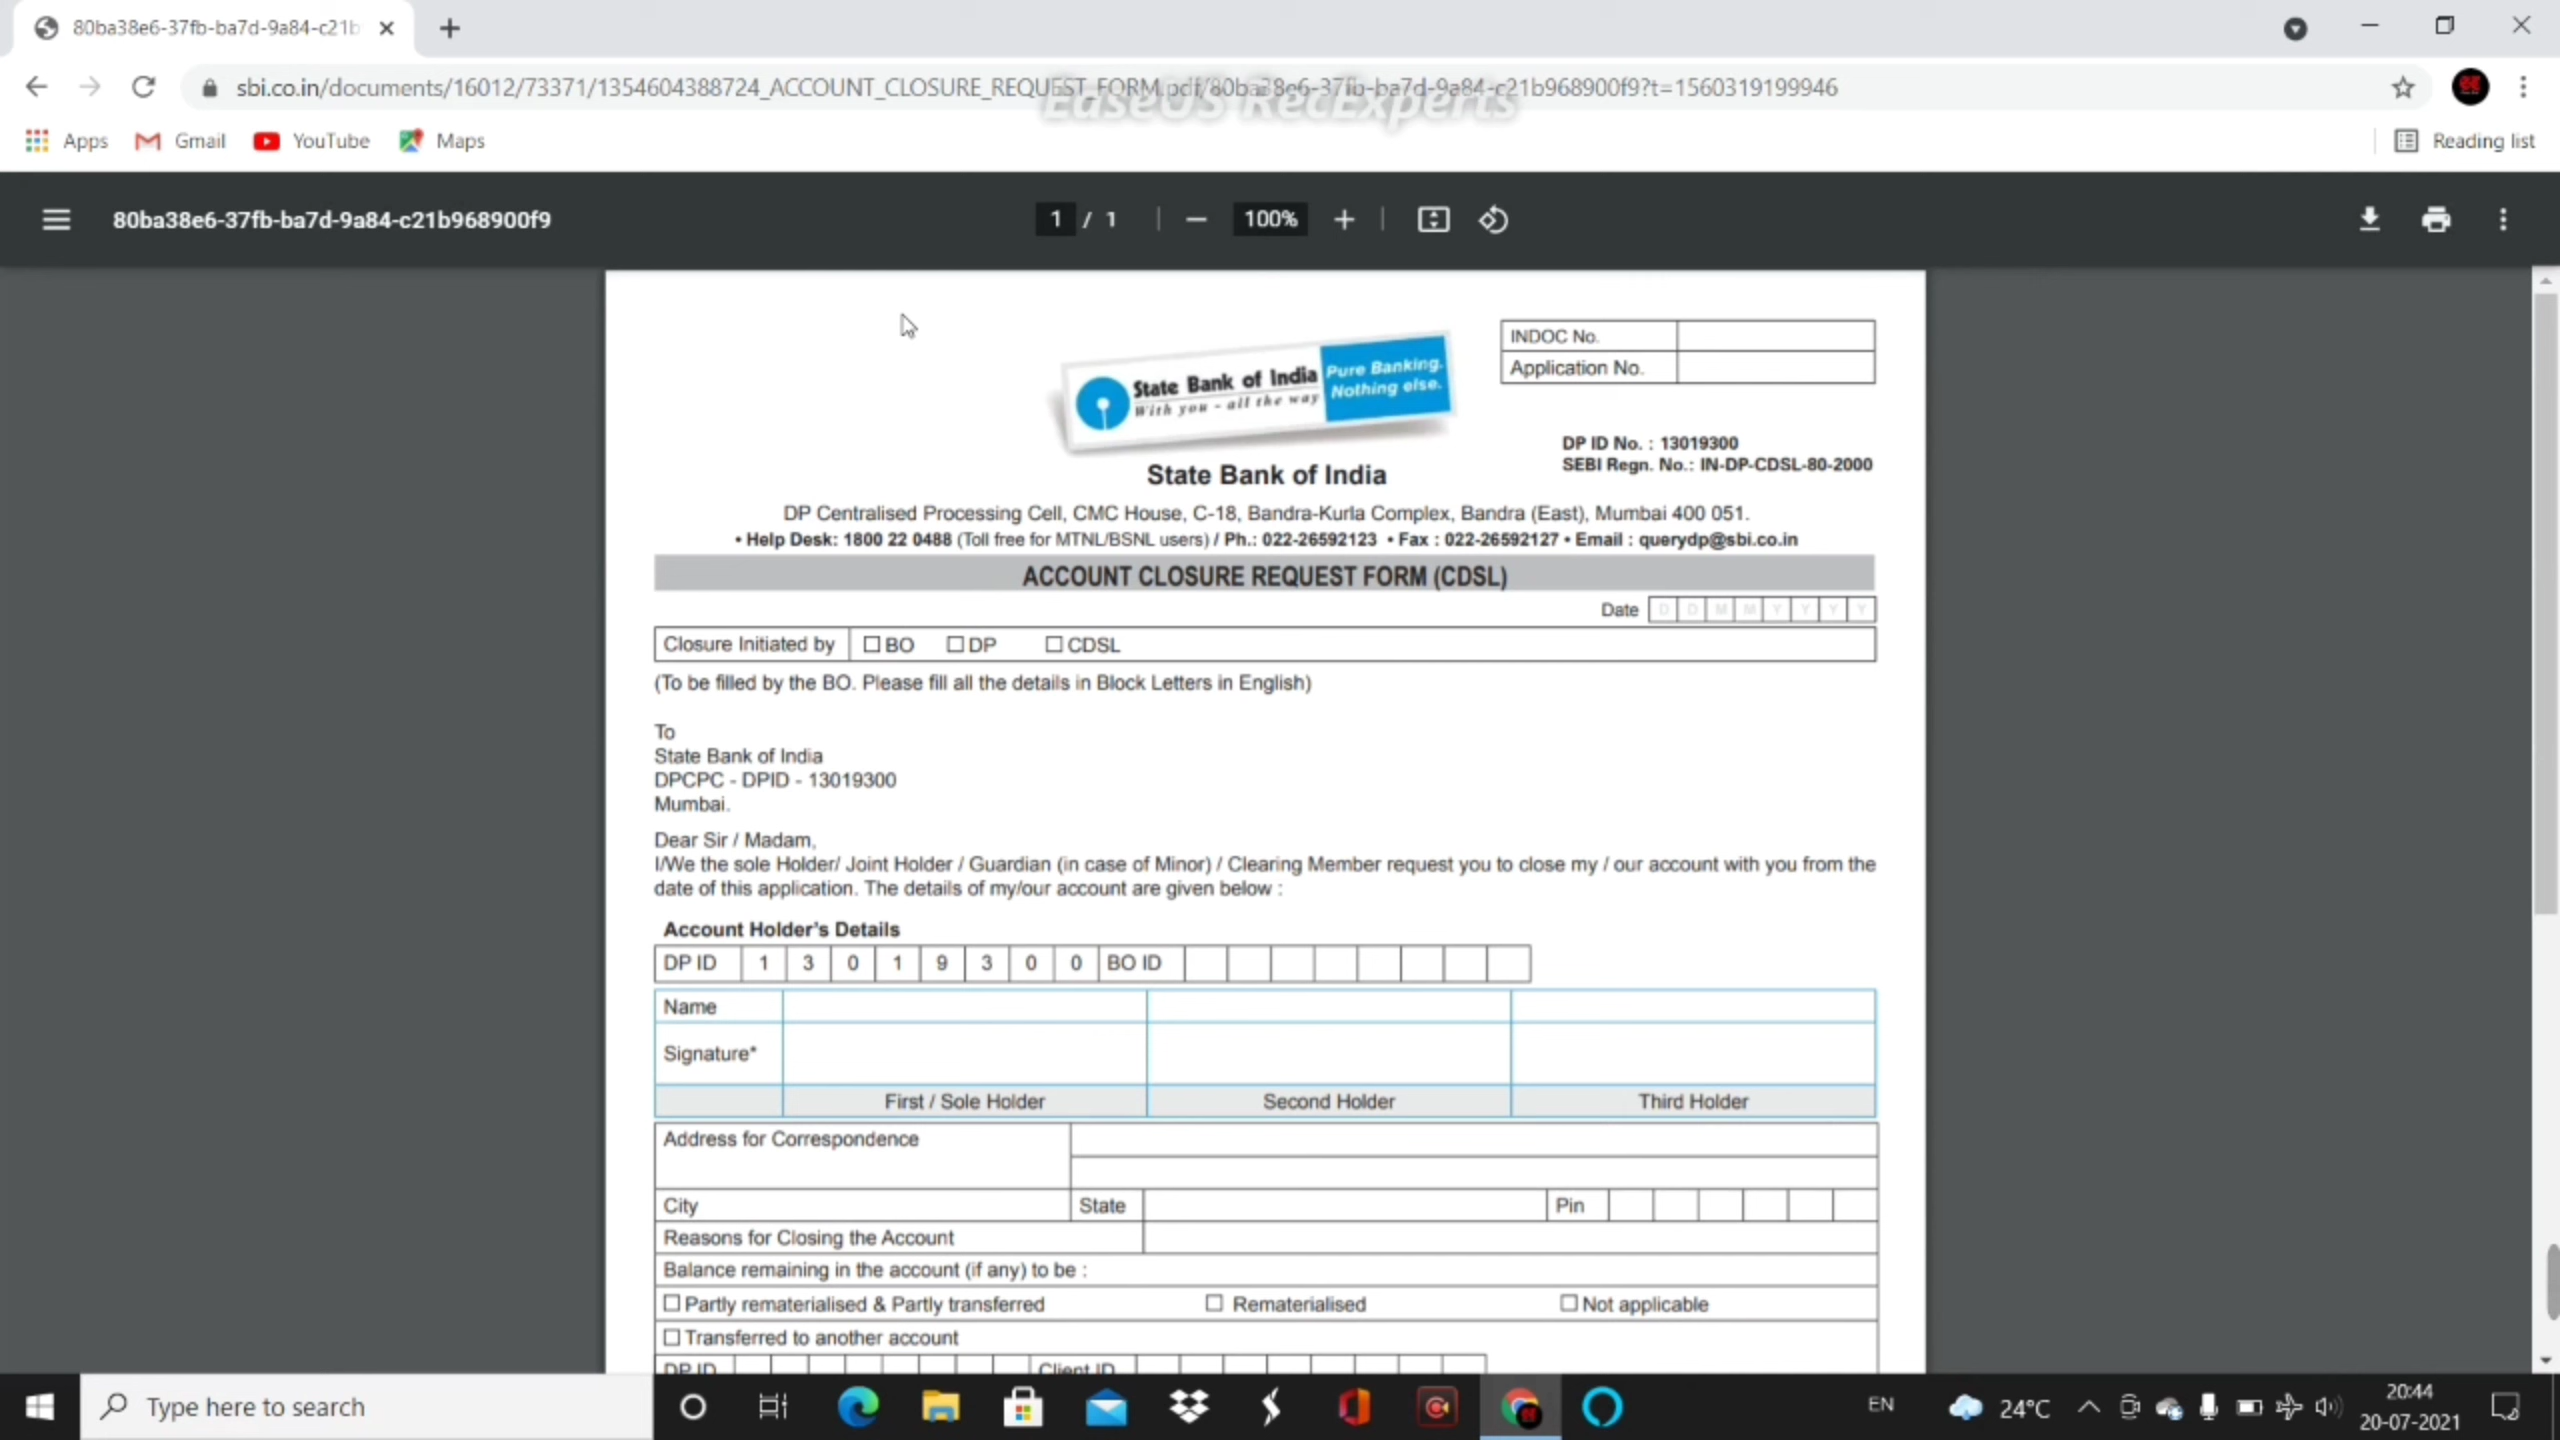 80ba38e6-37fb-ba7d-9a84-c21b
sbi.co.in/documents/16012/73371/1354604388724_ACCOUNT_CLOSURE_REQUEST_FORM.pdf/80ba38e6-37fb-ba7d-9a84-c21b968900f9?t=1560319199946
EaseUS RecExperts
Apps Gmail YouTube Maps Reading list
80ba38e6-37fb-ba7d-9a84-c21b968900f9 1 / 1 100%
INDOC No.
Application No.
State Bank of India Pure Banking.
With you - all the way Nothing else.
DP ID No. : 13019300
SEBI Regn. No.: IN-DP-CDSL-80-2000
State Bank of India
DP Centralised Processing Cell, CMC House, C-18, Bandra-Kurla Complex, Bandra (East), Mumbai 400 051.
• Help Desk: 1800 22 0488 (Toll free for MTNL/BSNL users) / Ph.: 022-26592123 • Fax : 022-26592127 • Email : querydp@sbi.co.in
ACCOUNT CLOSURE REQUEST FORM (CDSL)
Date D D M M Y Y Y Y
Closure Initiated by BO DP CDSL
(To be filled by the BO. Please fill all the details in Block Letters in English)
To
State Bank of India
DPCPC - DPID - 13019300
Mumbai.
Dear Sir / Madam,
I/We the sole Holder/ Joint Holder / Guardian (in case of Minor) / Clearing Member request you to close my / our account with you from the
date of this application. The details of my/our account are given below :
Account Holder's Details
DP ID 1 3 0 1 9 3 0 0 BO ID
Name
Signature*
First / Sole Holder Second Holder Third Holder
Address for Correspondence
City State Pin
Reasons for Closing the Account
Balance remaining in the account (if any) to be :
Partly rematerialised & Partly transferred Rematerialised Not applicable
Transferred to another account
DP ID Client ID
Type here to search EN 24°C 20:44
20-07-2021